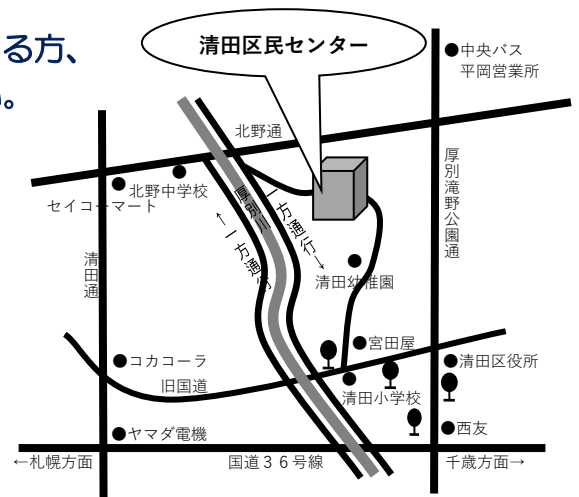 る方、
い。
清田区民センター
中央バス
平岡営業所
北野通
厚別滝野公園通
北野中学校
セイコーマート
厚別川
一方通行→
←一方通行
清田通
清田幼稚園
宮田屋
コカコーラ
清田区役所
旧国道
清田小学校
ヤマダ電機
西友
←札幌方面
国道３６号線
千歳方面→